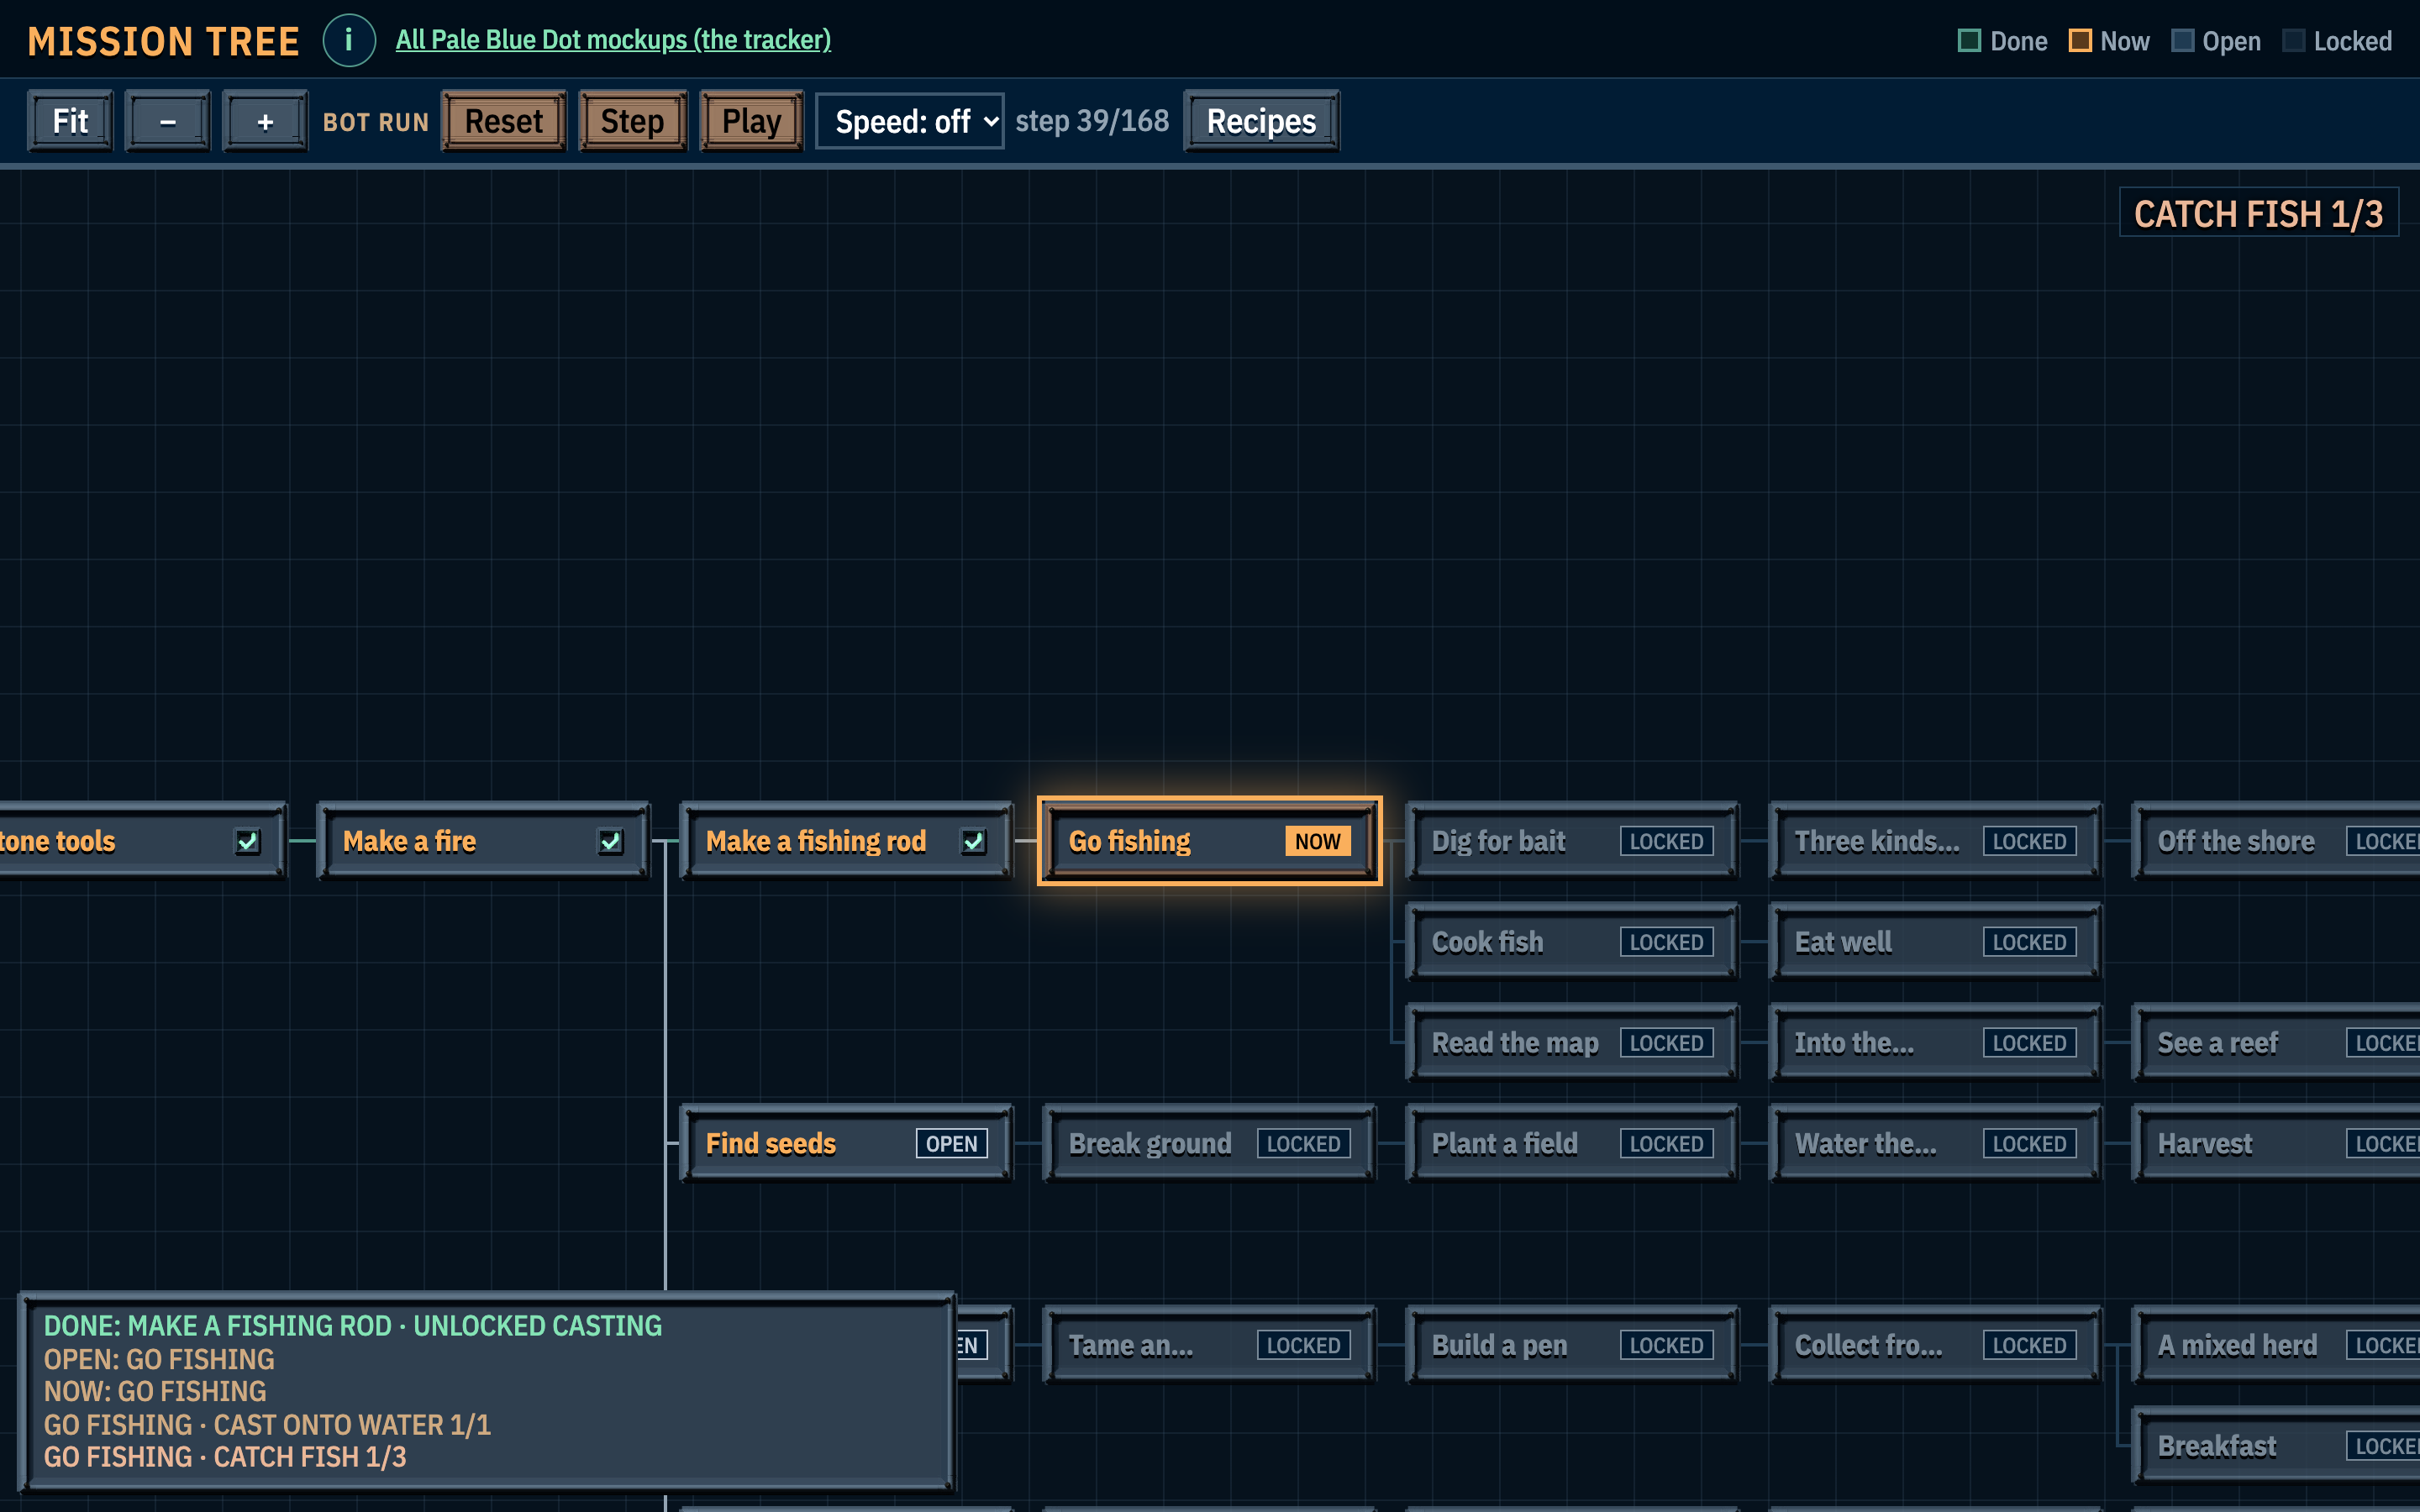 MISSION TREE i All Pale Blue Dot mockups (the tracker) Done Now Open Locked
Fit − + BOT RUN Reset Step Play Speed: off step 39/168 Recipes
CATCH FISH 1/3
tone tools Make a fire Make a fishing rod Go fishing NOW Dig for bait LOCKED Three kinds... LOCKED Off the shore LOCKE
Cook fish LOCKED Eat well LOCKED
Read the map LOCKED Into the... LOCKED See a reef LOCKE
Find seeds OPEN Break ground LOCKED Plant a field LOCKED Water the... LOCKED Harvest LOCKE
EN Tame an... LOCKED Build a pen LOCKED Collect fro... LOCKED A mixed herd LOCKE
Breakfast LOCKE
DONE: MAKE A FISHING ROD · UNLOCKED CASTING
OPEN: GO FISHING
NOW: GO FISHING
GO FISHING · CAST ONTO WATER 1/1
GO FISHING · CATCH FISH 1/3